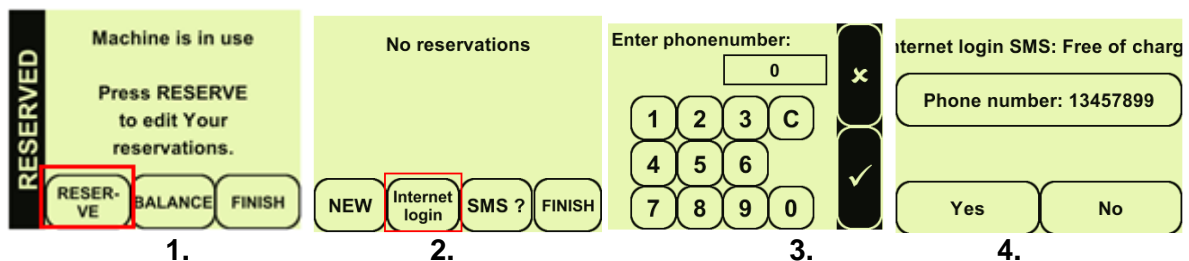 RESERVED
Machine is in use
Press RESERVE
to edit Your
reservations.
RESER-
VE
BALANCE
FINISH
1.
No reservations
NEW
Internet
login
SMS ?
FINISH
2.
Enter phonenumber:
0
1 2 3 C
4 5 6
7 8 9 0
3.
nternet login SMS: Free of charg
Phone number: 13457899
Yes
No
4.